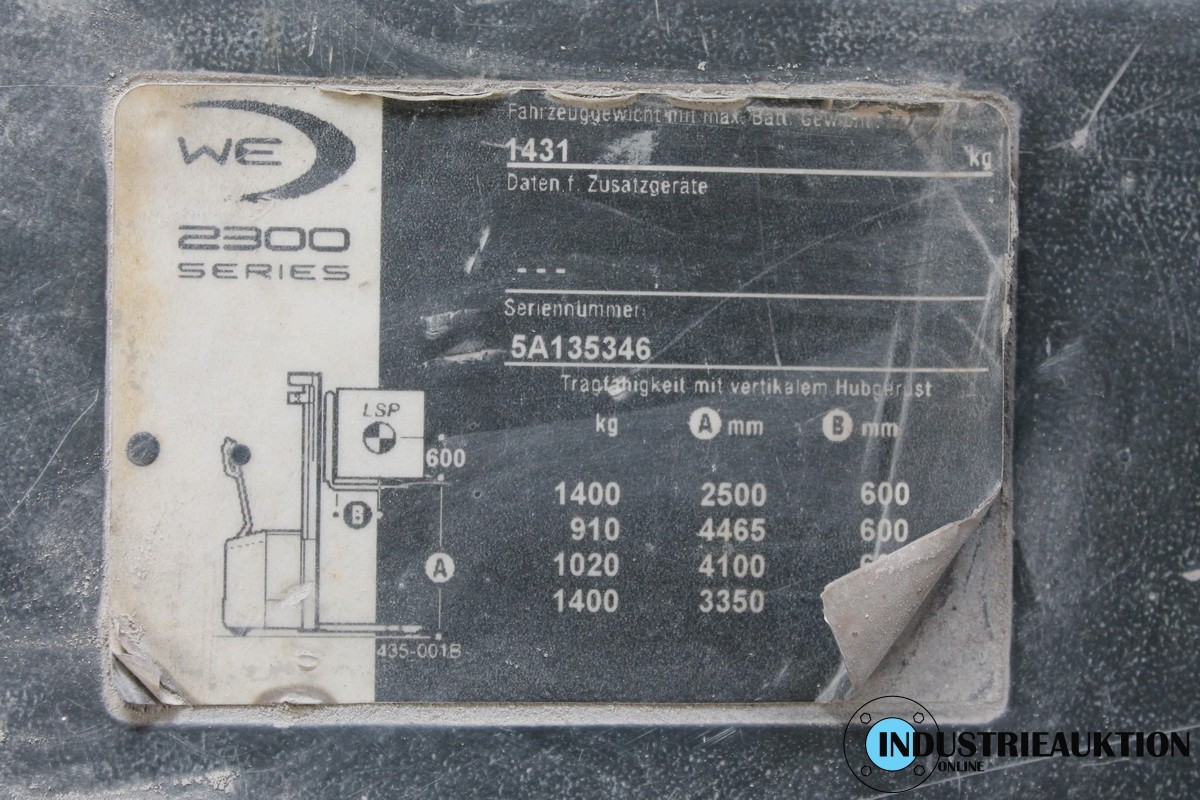 WE
2300
SERIES
Fahrzeuggewicht mit max. Batt. Gewicht:
1431 kg
Daten f. Zusatzgeräte
---
Seriennummer:
5A135346
Tragfähigkeit mit vertikalem Hubgerüst
kg A mm B mm
1400 2500 600
910 4465 600
1020 4100
1400 3350
LSP
600
B
A
435-001B
INDUSTRIEAUKTION
ONLINE